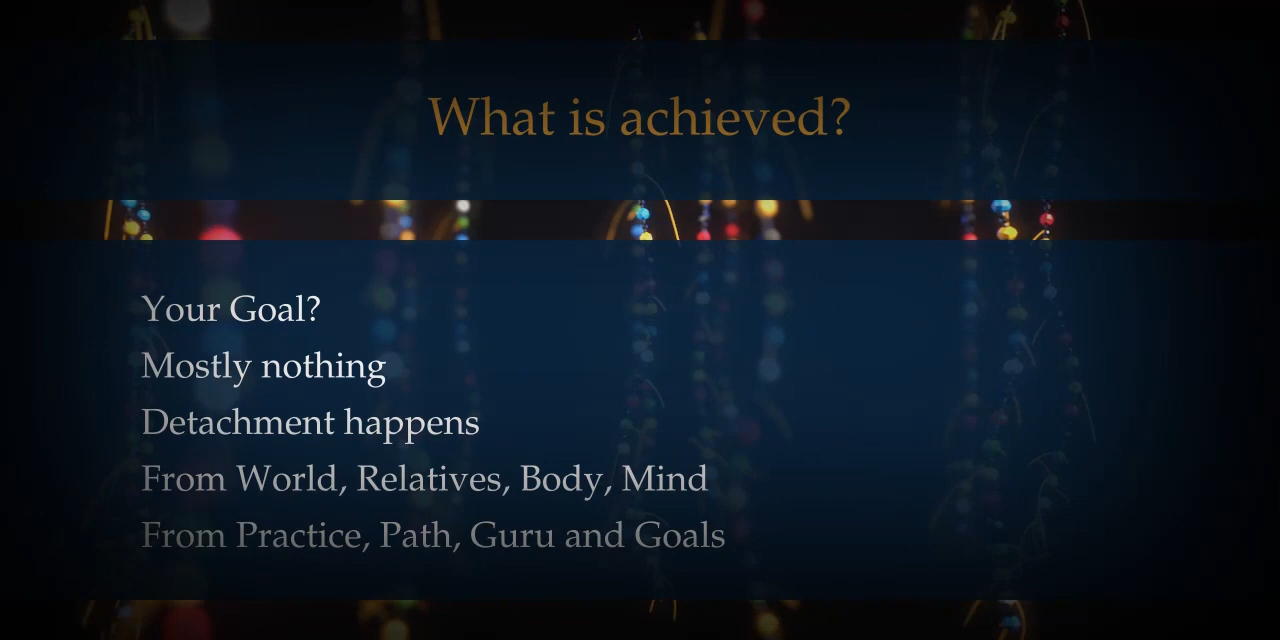 What is achieved?
Your Goal?
Mostly nothing
Detachment happens
From World, Relatives, Body, Mind
From Practice, Path, Guru and Goals